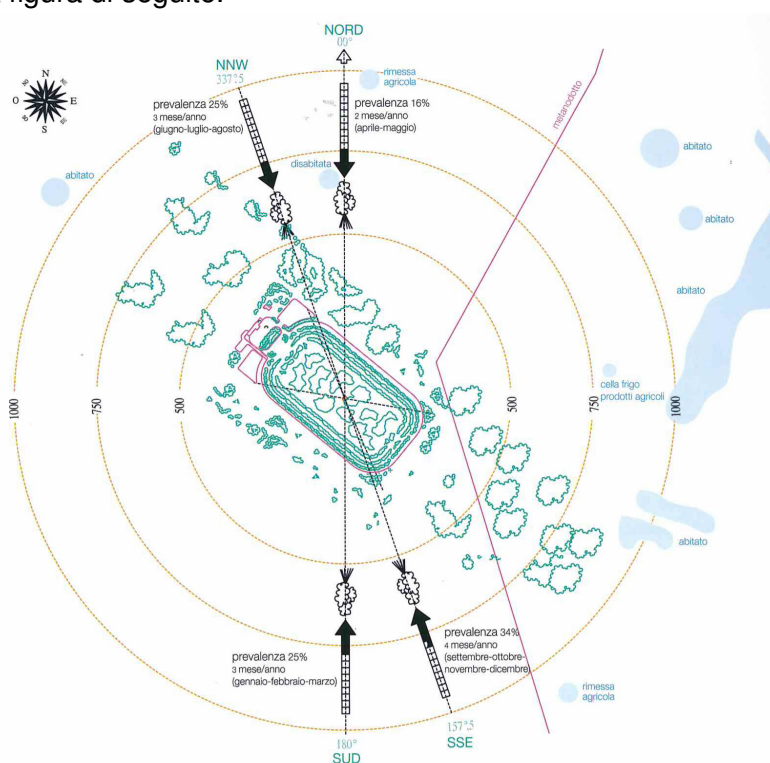 figura di seguito.
NORD
00°
NNW
337°5
N
O
E
S
rimessa
agricola
prevalenza 25%
3 mese/anno
(giugno-luglio-agosto)
prevalenza 16%
2 mese/anno
(aprile-maggio)
metanodotto
abitato
disabitata
abitato
abitato
abitato
cella frigo
prodotti agricoli
1000
750
500
500
750
1000
abitato
prevalenza 25%
3 mese/anno
(gennaio-febbraio-marzo)
prevalenza 34%
4 mese/anno
(settembre-ottobre-
novembre-dicembre)
rimessa
agricola
180°
SUD
157°5
SSE